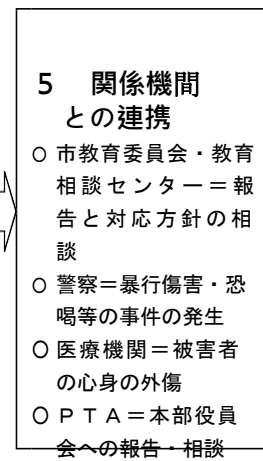 5　関係機関
との連携
○ 市教育委員会・教育
相談センター＝報
告と対応方針の相
談
○ 警察＝暴行傷害・恐
喝等の事件の発生
○ 医療機関＝被害者
の心身の外傷
○ ＰＴＡ＝本部役員
会への報告・相談